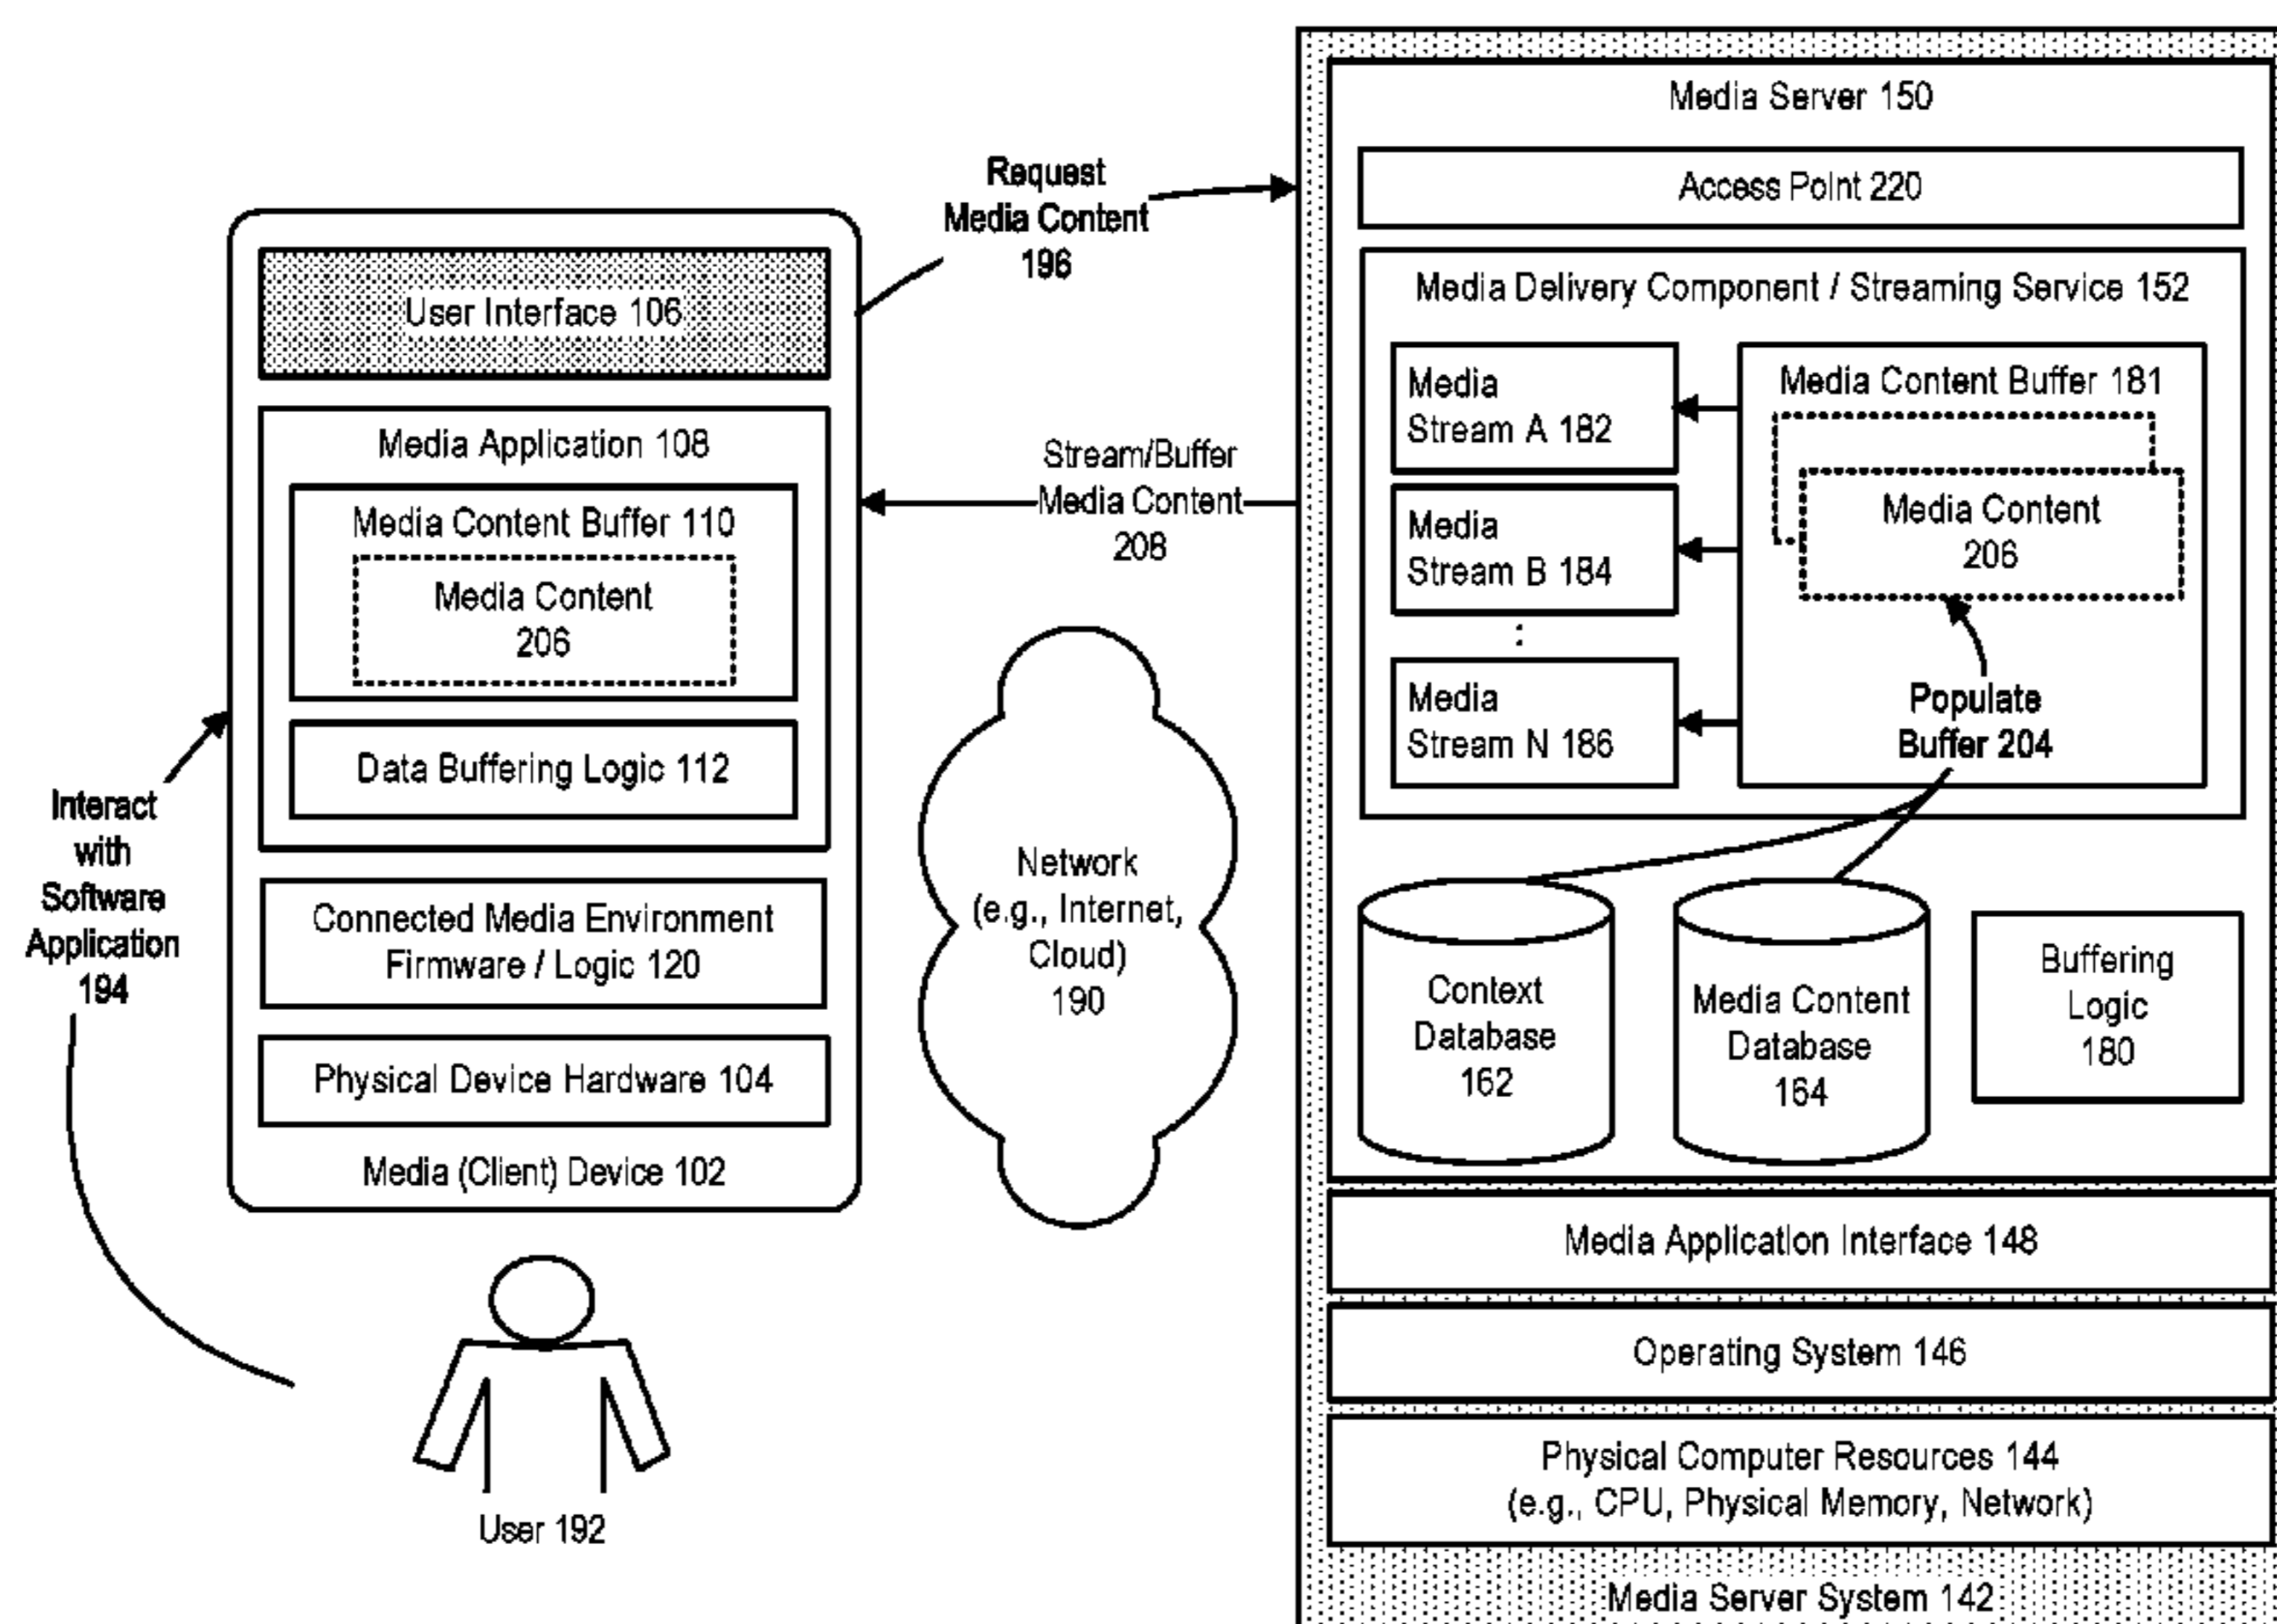 Interact
with
Software
Application
194
User Interface 106
Media Application 108
Media Content Buffer 110
Media Content
206
Data Buffering Logic 112
Connected Media Environment
Firmware / Logic 120
Physical Device Hardware 104
Media (Client) Device 102
User 192
Request
Media Content
196
Stream/Buffer
Media Content
208
Network
(e.g., Internet,
Cloud)
190
Media Server 150
Access Point 220
Media Delivery Component / Streaming Service 152
Media
Stream A 182
Media
Stream B 184
:
Media
Stream N 186
Media Content Buffer 181
Media Content
206
Populate
Buffer 204
Context
Database
162
Media Content
Database
164
Buffering
Logic
180
Media Application Interface 148
Operating System 146
Physical Computer Resources 144
(e.g., CPU, Physical Memory, Network)
Media Server System 142